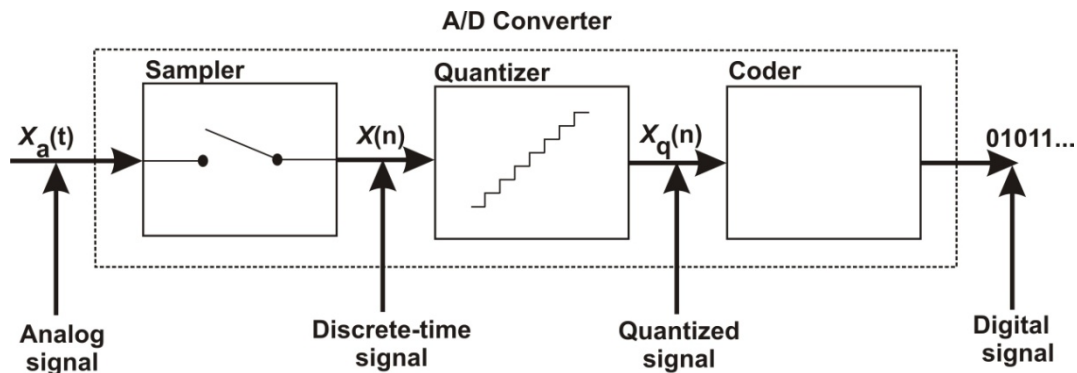 A/D Converter
Sampler
Quantizer
Coder
Xa(t)
X(n)
Xq(n)
01011...
Analog
signal
Discrete-time
signal
Quantized
signal
Digital
signal